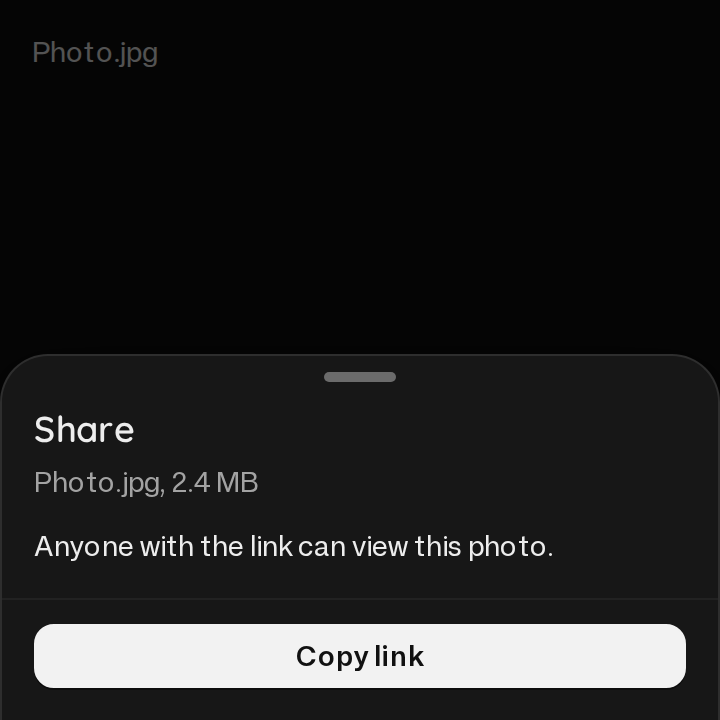 Photo.jpg
Share
Photo.jpg, 2.4 MB
Anyone with the link can view this photo.
Copy link